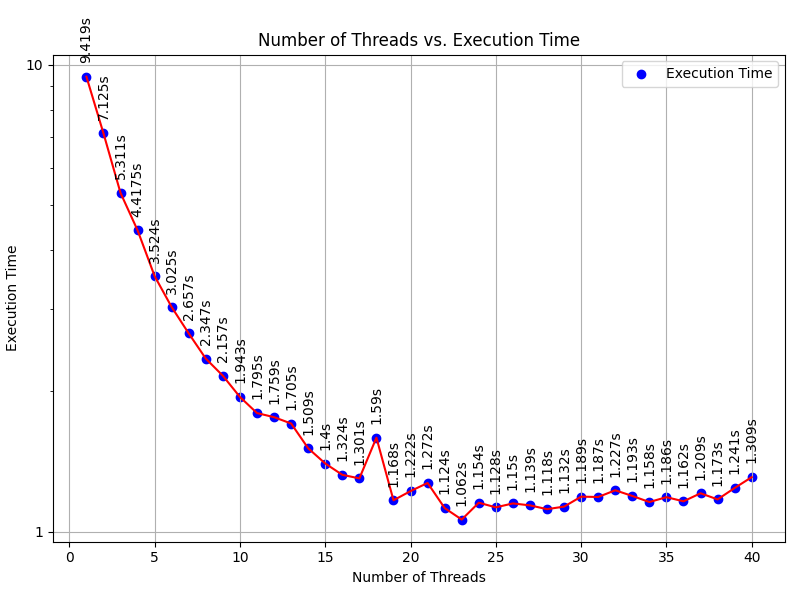 Number of Threads vs. Execution Time
Execution Time
10
1
Execution Time
9.419s
7.125s
5.311s
4.4175s
3.524s
3.025s
2.657s
2.347s
2.157s
1.943s
1.795s
1.759s
1.705s
1.509s
1.4s
1.324s
1.301s
1.59s
1.168s
1.222s
1.272s
1.124s
1.062s
1.154s
1.128s
1.15s
1.139s
1.118s
1.132s
1.189s
1.187s
1.227s
1.193s
1.158s
1.186s
1.162s
1.209s
1.173s
1.241s
1.309s
0 5 10 15 20 25 30 35 40
Number of Threads